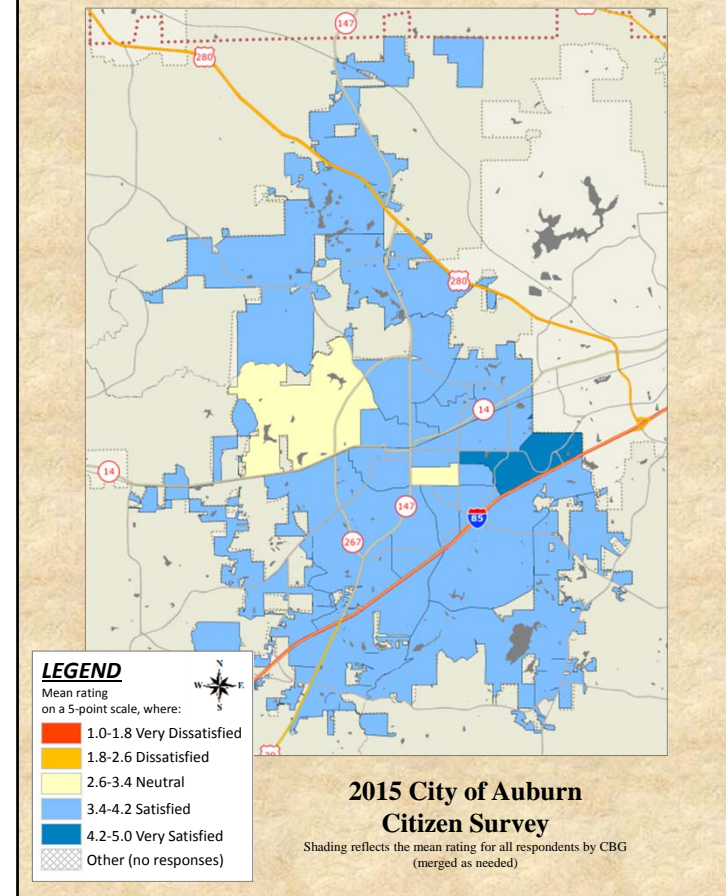 147
280
280
14
14
147
85
267
LEGEND
N
W E
S
Mean rating
on a 5-point scale, where:
1.0-1.8 Very Dissatisfied
1.8-2.6 Dissatisfied
2.6-3.4 Neutral
3.4-4.2 Satisfied
4.2-5.0 Very Satisfied
Other (no responses)
2015 City of Auburn
Citizen Survey
Shading reflects the mean rating for all respondents by CBG
(merged as needed)